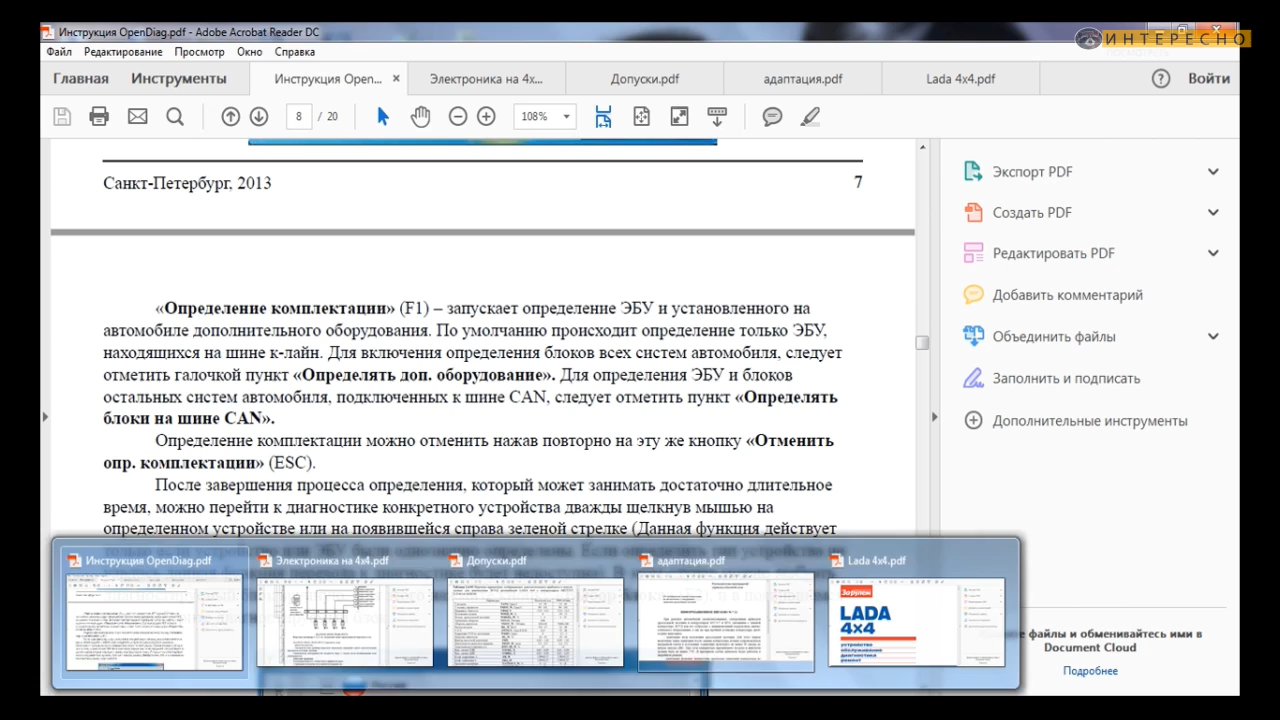 Инструкция OpenDiag.pdf - Adobe Acrobat Reader DC
ИНТЕРЕСНО
Файл Редактирование Просмотр Окно Справка
Главная Инструменты Инструкция Open... × Электроника на 4x... Допуски.pdf адаптация.pdf Lada 4x4.pdf ? Войти
8 / 20 108%
Санкт-Петербург, 2013 7
«Определение комплектации» (F1) – запускает определение ЭБУ и установленного на
автомобиле дополнительного оборудования. По умолчанию происходит определение только ЭБУ,
находящихся на шине к-лайн. Для включения определения блоков всех систем автомобиля, следует
отметить галочкой пункт «Определять доп. оборудование». Для определения ЭБУ и блоков
остальных систем автомобиля, подключенных к шине CAN, следует отметить пункт «Определять
блоки на шине CAN».
Определение комплектации можно отменить нажав повторно на эту же кнопку «Отменить
опр. комплектации» (ESC).
После завершения процесса определения, который может занимать достаточно длительное
время, можно перейти к диагностике конкретного устройства дважды щелкнув мышью на
определенном устройстве или на появившейся справа зеленой стрелке (Данная функция действует
Экспорт PDF
Создать PDF
Редактировать PDF
Добавить комментарий
Объединить файлы
Заполнить и подписать
Дополнительные инструменты
файлы и обменивайтесь ими в
Document Cloud
Подробнее
Инструкция OpenDiag.pdf Электроника на 4x4.pdf Допуски.pdf адаптация.pdf Lada 4x4.pdf
За рулем
LADA
4x4